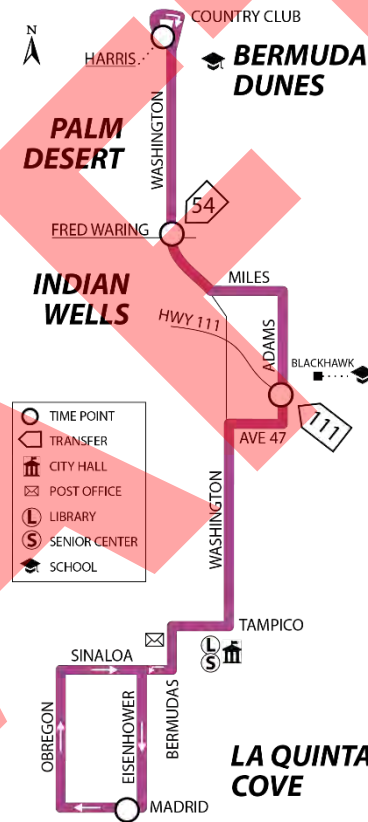 COUNTRY CLUB
N
HARRIS
BERMUDA
DUNES
PALM
DESERT
WASHINGTON
54
FRED WARING
INDIAN
WELLS
MILES
HWY 111
ADAMS
BLACKHAWK
111
AVE 47
TIME POINT
TRANSFER
CITY HALL
POST OFFICE
L LIBRARY
S SENIOR CENTER
SCHOOL
WASHINGTON
TAMPICO
L
S
SINALOA
OBREGON
EISENHOWER
BERMUDAS
LA QUINTA
COVE
MADRID